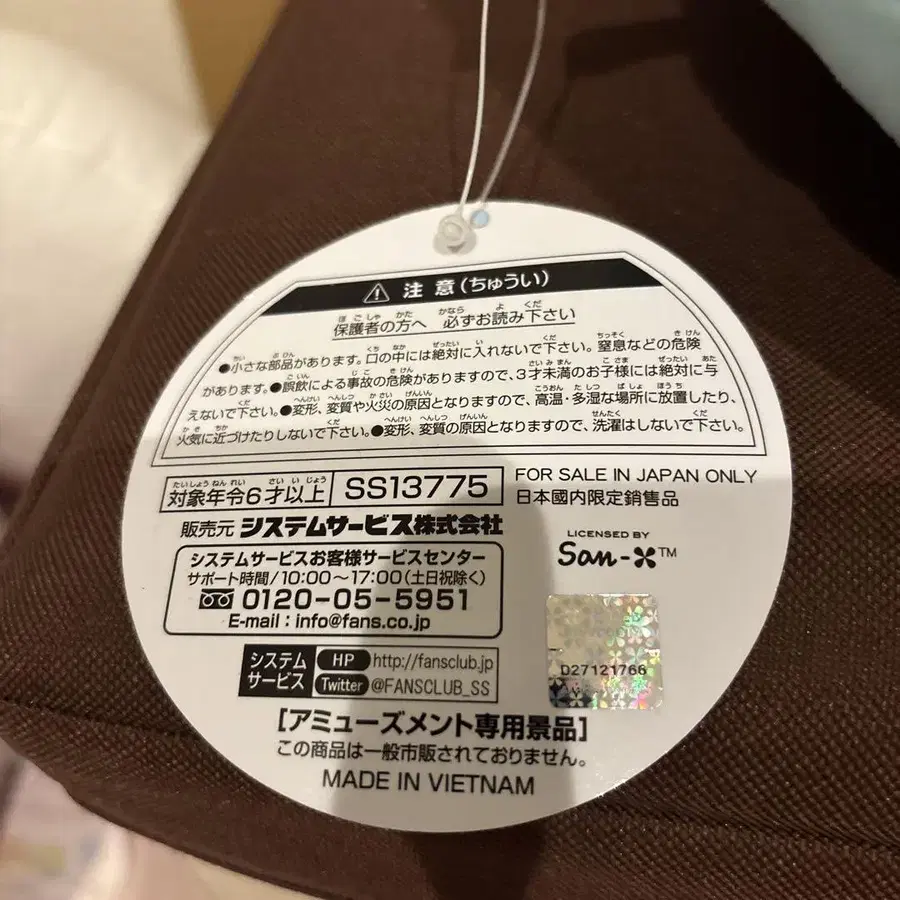 ⚠ 注意(ちゅうい)
保護者の方へ 必ずお読み下さい
●小さな部品があります。口の中には絶対に入れないで下さい。窒息などの危険
があります。●誤飲による事故の危険がありますので、3才未満のお子様には絶対に与
えないで下さい。●変形、変質や火災の原因となりますので、高温・多湿な場所に放置したり、
火気に近づけたりしないで下さい。●変形、変質の原因となりますので、洗濯はしないで下さい。
対象年令6才以上 SS13775
FOR SALE IN JAPAN ONLY
日本國内限定銷售品
販売元 システムサービス株式会社
LICENSED BY
San-X™
システムサービスお客様サービスセンター
サポート時間/10:00〜17:00(土日祝除く)
0120-05-5951
E-mail : info@fans.co.jp
D27121766
システムサービス
HP http://fansclub.jp
Twitter @FANSCLUB_SS
[アミューズメント専用景品]
この商品は一般市販されておりません。
MADE IN VIETNAM